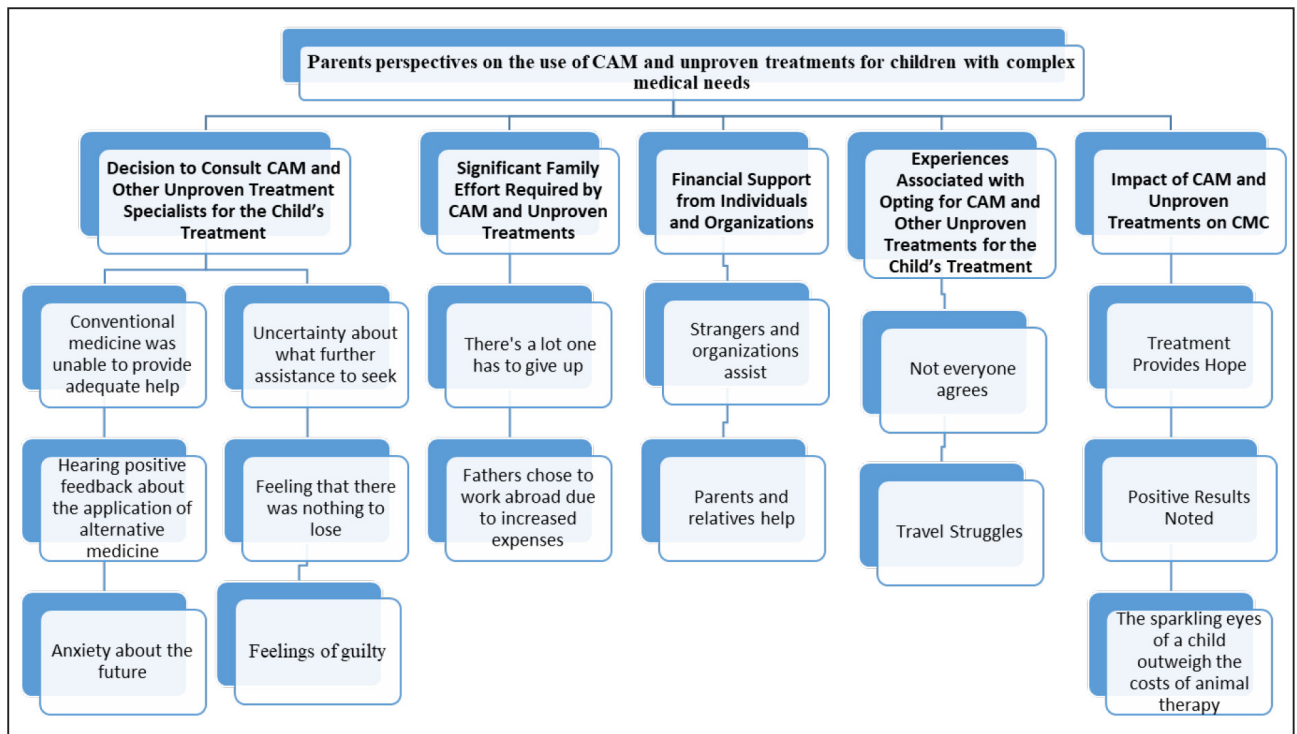 Parents perspectives on the use of CAM and unproven treatments for children with complex
medical needs
Decision to Consult CAM and
Other Unproven Treatment
Specialists for the Child's
Treatment
Conventional
medicine was
unable to provide
adequate help
Hearing positive
feedback about
the application of
alternative
medicine
Anxiety about the
future
Uncertainty about
what further
assistance to seek
Feeling that there
was nothing to
lose
Feelings of guilty
Significant Family
Effort Required by
CAM and Unproven
Treatments
There's a lot one
has to give up
Fathers chose to
work abroad due
to increased
expenses
Financial Support
from Individuals
and Organizations
Strangers and
organizations
assist
Parents and
relatives help
Experiences
Associated with
Opting for CAM and
Other Unproven
Treatments for the
Child's Treatment
Not everyone
agrees
Travel Struggles
Impact of CAM and
Unproven
Treatments on CMC
Treatment
Provides Hope
Positive Results
Noted
The sparkling eyes
of a child
outweigh the
costs of animal
therapy